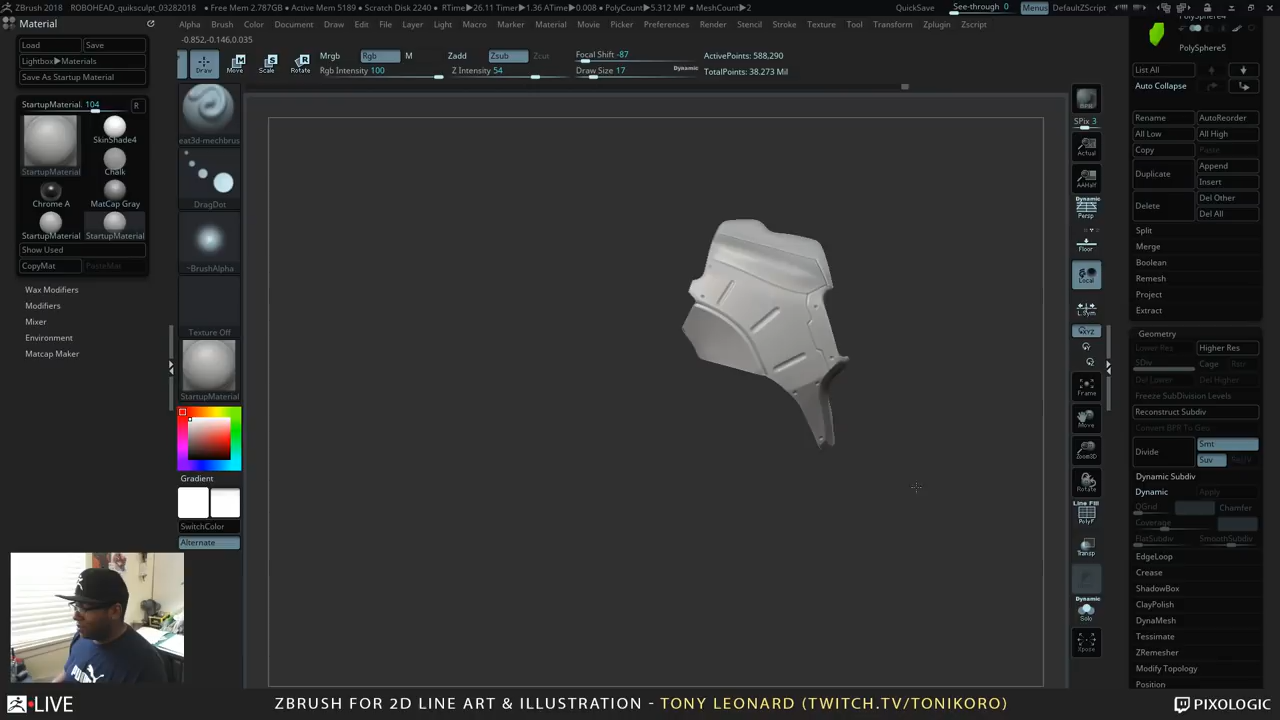 ZBrush 2018
ROBOHEAD_quiksculpt_03282018
• Free Mem 2.787GB • Active Mem 5189 • Scratch Disk 2240 • RTime▶26.11 Timer▶1.36 ATime▶0.008 • PolyCount▶5.312 MP • MeshCount▶2
QuickSave
See-through 0
Menus
DefaultZScript
Material
Alpha Brush Color Document Draw Edit File Layer Light Macro Marker Material Movie Picker Preferences Render Stencil Stroke Texture Tool Transform Zplugin Zscript
-0.852,-0.146,0.035
Load
Save
Lightbox▶Materials
Save As Startup Material
StartupMaterial. 104
R
SkinShade4
StartupMaterial
Chalk
Chrome A
MatCap Gray
StartupMaterial
StartupMaterial
Show Used
CopyMat
PasteMat
Wax Modifiers
Modifiers
Mixer
Environment
Matcap Maker
Draw
Move
Scale
Rotate
Mrgb
Rgb
M
Rgb Intensity 100
Zadd
Zsub
Zcut
Z Intensity 54
Focal Shift -87
Draw Size 17
Dynamic
ActivePoints: 588,290
TotalPoints: 38.273 Mil
eat3d-mechbrus
DragDot
~BrushAlpha
Texture Off
StartupMaterial
Gradient
SwitchColor
Alternate
BPR
SPix 3
Actual
AAHalf
Dynamic
Persp
Floor
Local
L.Sym
Frame
Move
Zoom3D
Rotate
Line Fill
PolyF
Transp
Dynamic
Solo
Xpose
PolySphere4
PolySphere5
List All
Auto Collapse
Rename
AutoReorder
All Low
All High
Copy
Paste
Duplicate
Append
Insert
Delete
Del Other
Del All
Split
Merge
Boolean
Remesh
Project
Extract
Geometry
Lower Res
Higher Res
SDiv
Cage
Del Lower
Del Higher
Freeze SubDivision Levels
Reconstruct Subdiv
Convert BPR To Geo
Divide
Smt
Suv
Dynamic Subdiv
Dynamic
Apply
QGrid
Chamfer
Coverage
FlatSubdiv
SmoothSubdiv
EdgeLoop
Crease
ShadowBox
ClayPolish
DynaMesh
Tessimate
ZRemesher
Modify Topology
Position
LIVE
ZBRUSH FOR 2D LINE ART & ILLUSTRATION - TONY LEONARD (TWITCH.TV/TONIKORO)
PIXOLOGIC